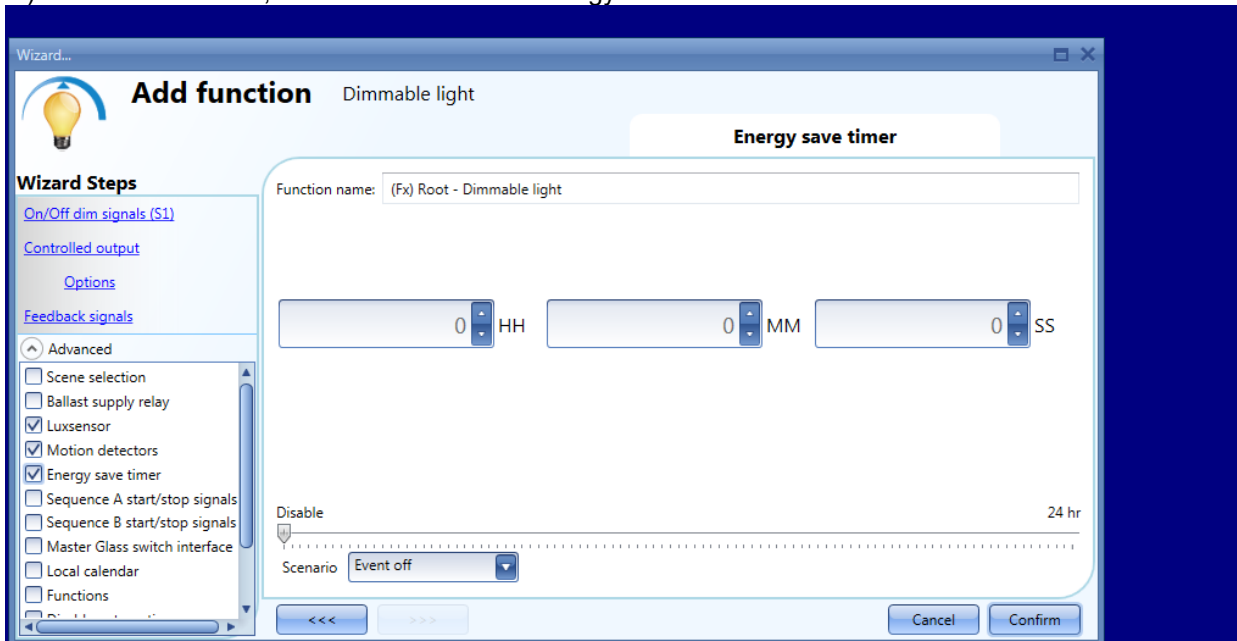 Wizard...
Add function Dimmable light
Energy save timer
Wizard Steps
Function name: (Fx) Root - Dimmable light
On/Off dim signals (S1)
Controlled output
Options
Feedback signals
0 HH 0 MM 0 SS
Advanced
Scene selection
Ballast supply relay
Luxsensor
Motion detectors
Energy save timer
Sequence A start/stop signals
Sequence B start/stop signals
Master Glass switch interface
Local calendar
Functions
Disable 24 hr
Scenario Event off
<<< >>> Cancel Confirm